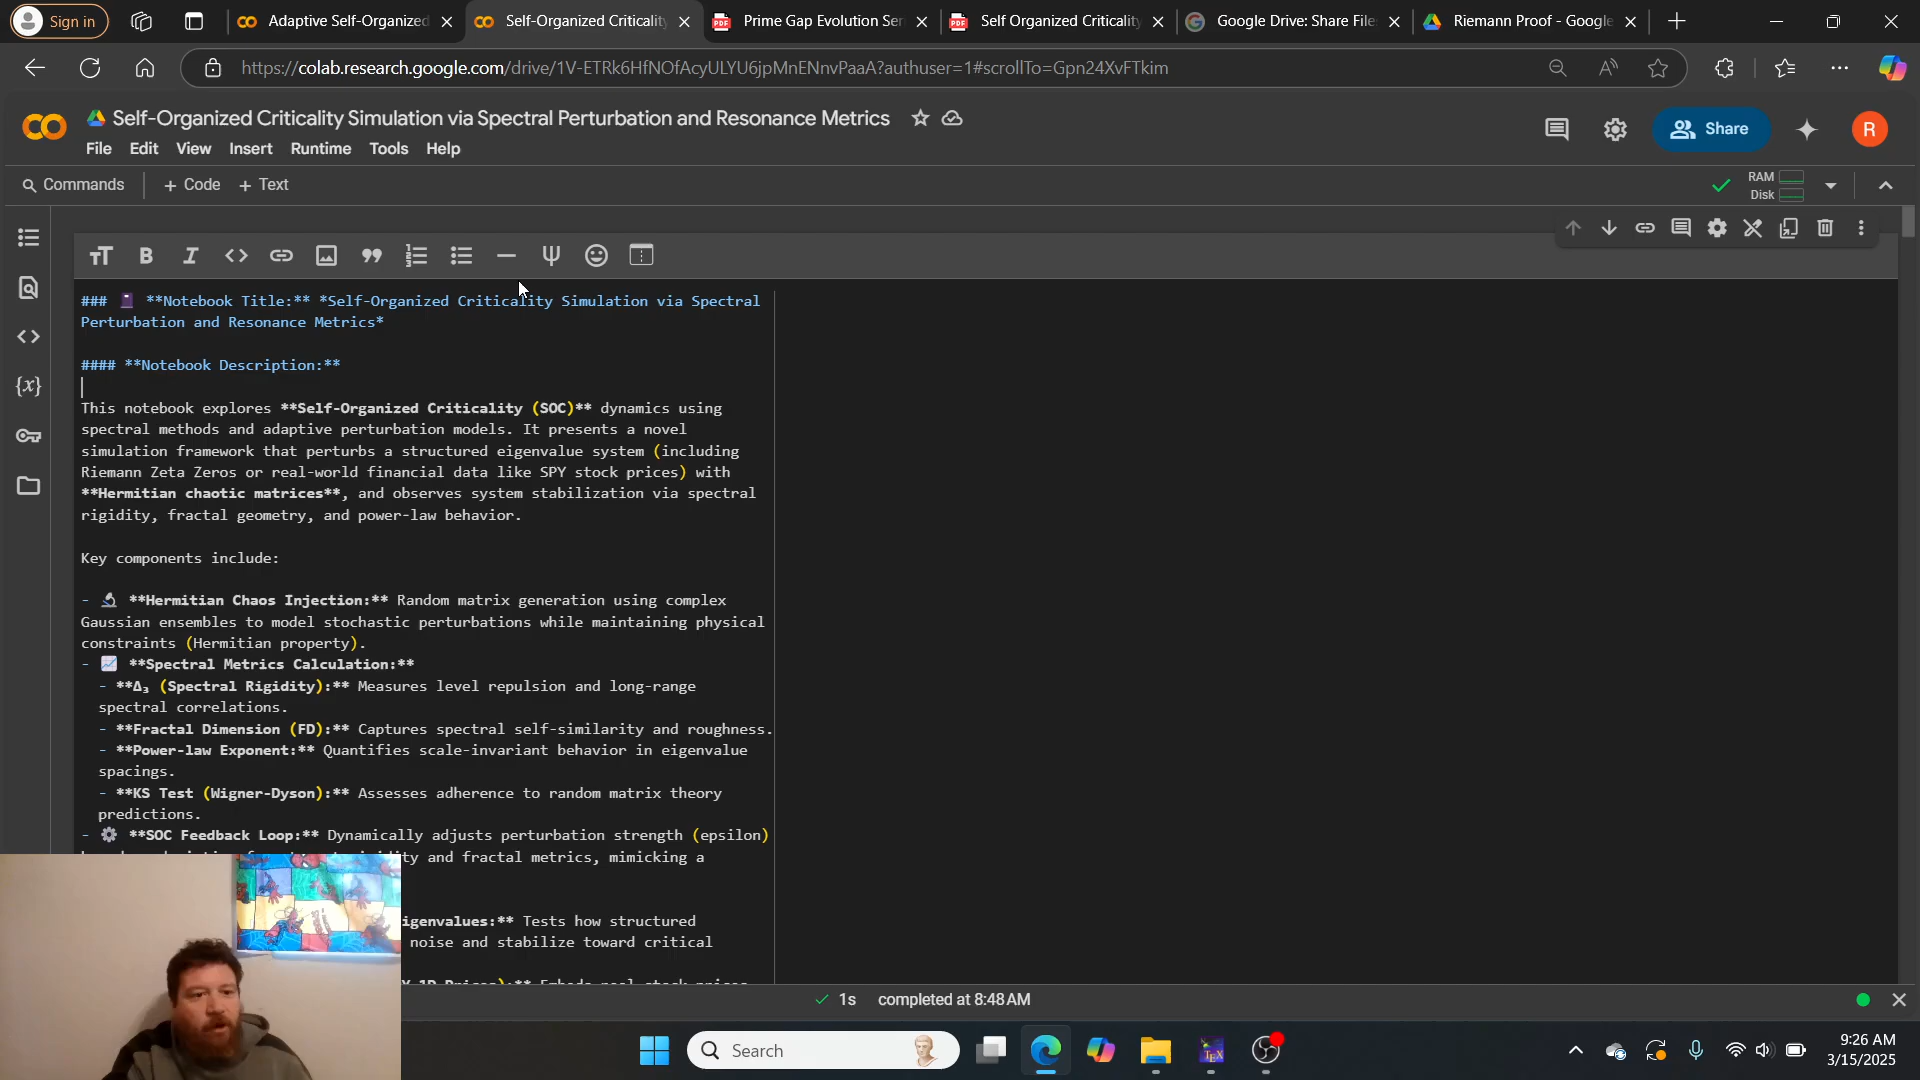 Sign in
Adaptive Self-Organized
Self-Organized Criticality
Prime Gap Evolution Ser
Self Organized Criticality
Google Drive: Share File
Riemann Proof - Google
https://colab.research.google.com/drive/1V-ETRk6HfNOfAcyULYU6jpMnENnvPaaA?authuser=1#scrollTo=Gpn24XvFTkim
Self-Organized Criticality Simulation via Spectral Perturbation and Resonance Metrics
Share
R
File Edit View Insert Runtime Tools Help
Commands + Code + Text
RAM
Disk
### **Notebook Title:** *Self-Organized Criticality Simulation via Spectral
Perturbation and Resonance Metrics*
#### **Notebook Description:**
This notebook explores **Self-Organized Criticality (SOC)** dynamics using
spectral methods and adaptive perturbation models. It presents a novel
simulation framework that perturbs a structured eigenvalue system (including
Riemann Zeta Zeros or real-world financial data like SPY stock prices) with
**Hermitian chaotic matrices**, and observes system stabilization via spectral
rigidity, fractal geometry, and power-law behavior.
Key components include:
- 🔬 **Hermitian Chaos Injection:** Random matrix generation using complex
Gaussian ensembles to model stochastic perturbations while maintaining physical
constraints (Hermitian property).
- 📈 **Spectral Metrics Calculation:**
- **Δ₃ (Spectral Rigidity):** Measures level repulsion and long-range
spectral correlations.
- **Fractal Dimension (FD):** Captures spectral self-similarity and roughness.
- **Power-law Exponent:** Quantifies scale-invariant behavior in eigenvalue
spacings.
- **KS Test (Wigner-Dyson):** Assesses adherence to random matrix theory
predictions.
- ⚙️ **SOC Feedback Loop:** Dynamically adjusts perturbation strength (epsilon)
ity and fractal metrics, mimicking a
igenvalues:** Tests how structured
noise and stabilize toward critical
1s completed at 8:48 AM
Search
9:26 AM
3/15/2025